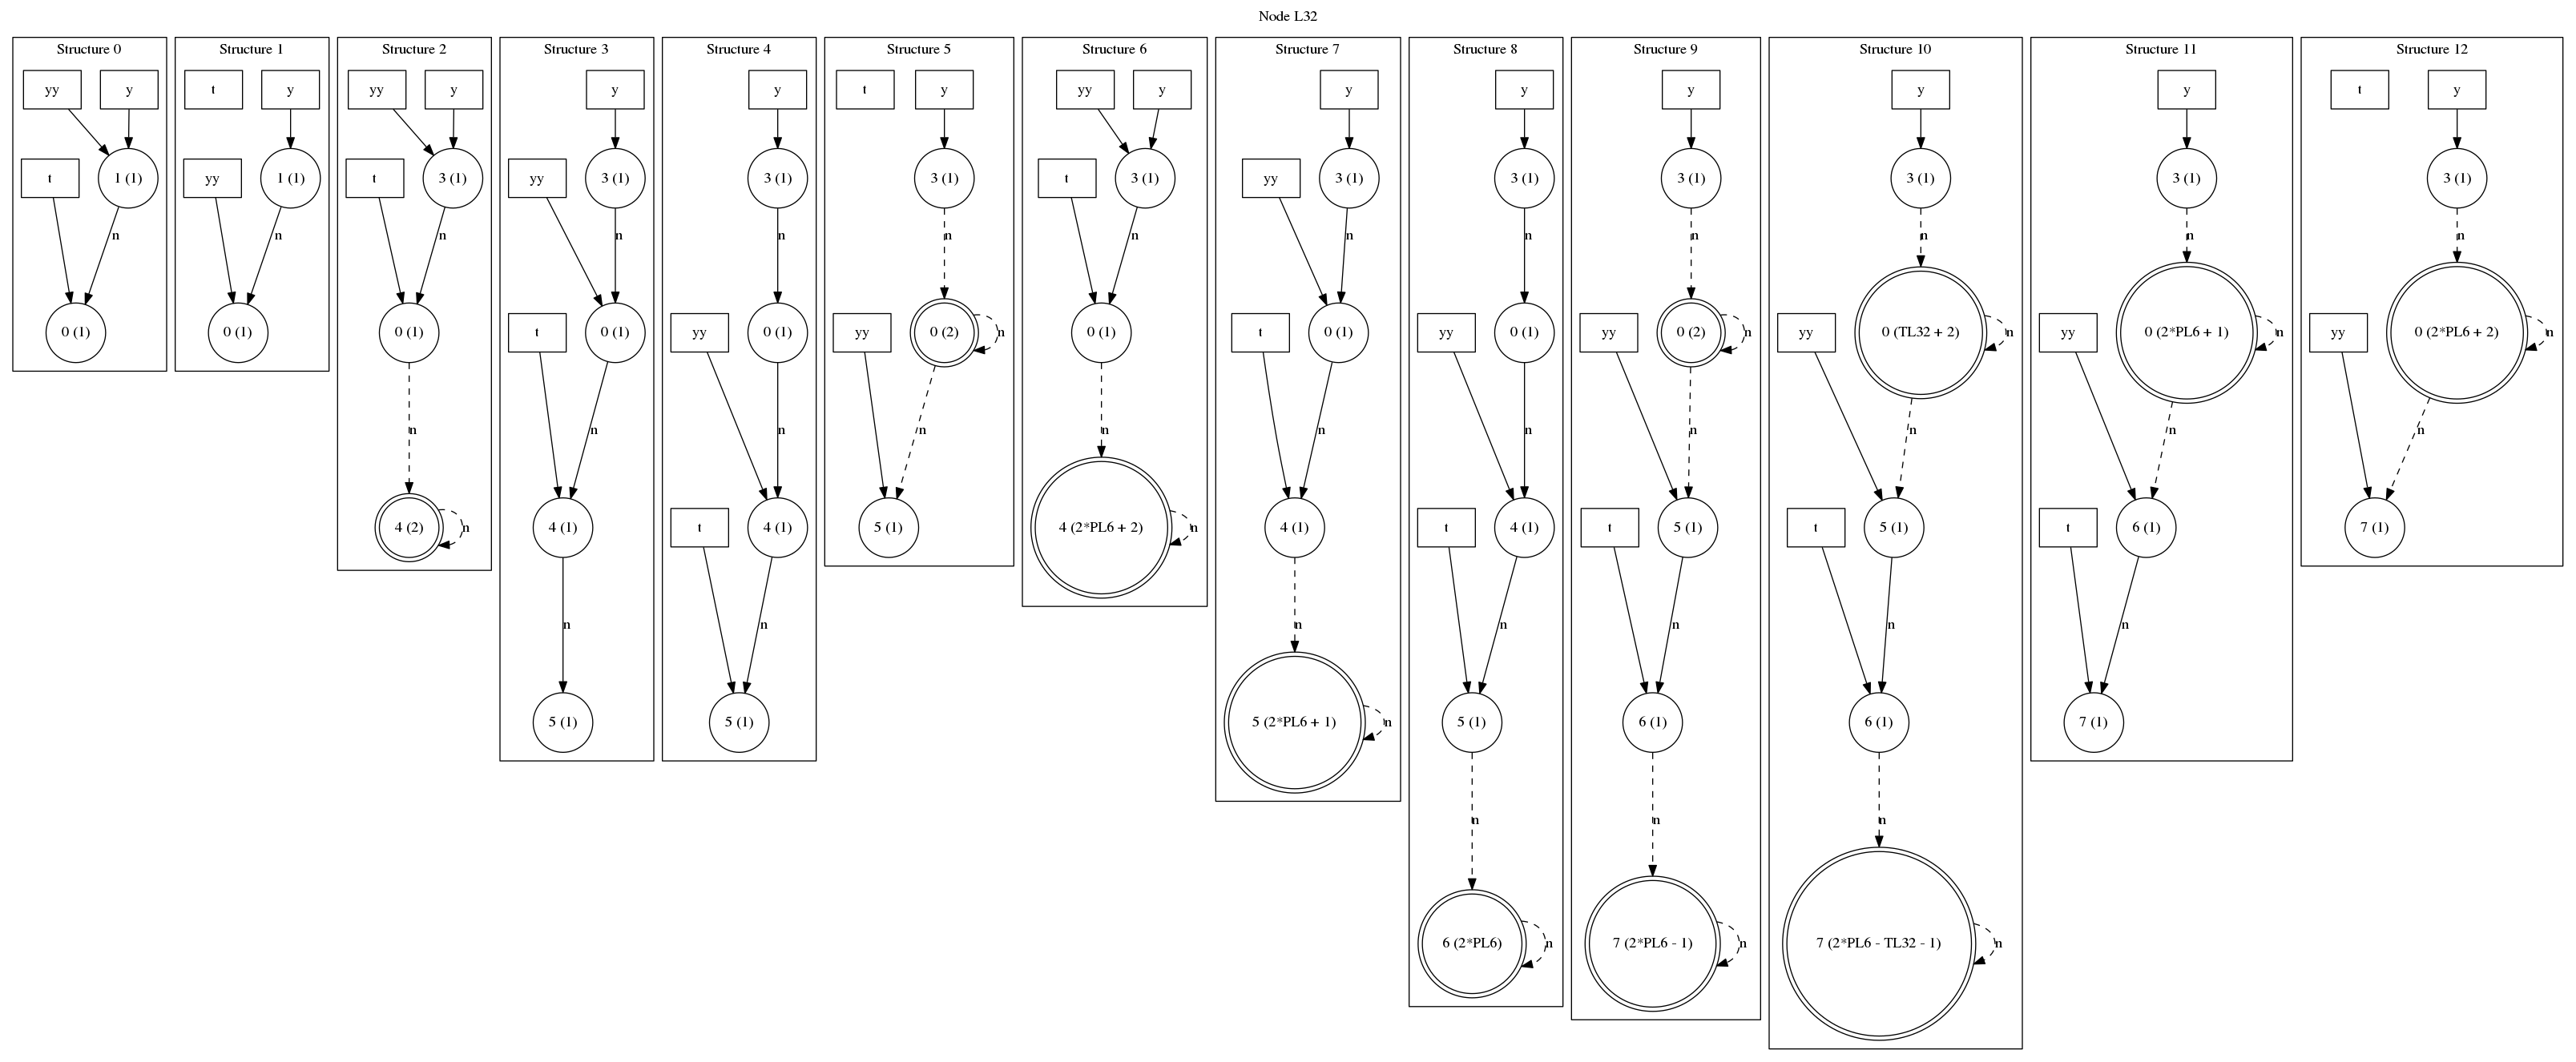 Node L32
Structure 0
yy
y
t
1 (1)
n
0 (1)
Structure 1
t
y
yy
1 (1)
n
0 (1)
Structure 2
yy
y
t
3 (1)
n
0 (1)
n
4 (2)
n
Structure 3
y
yy
3 (1)
n
t
0 (1)
n
4 (1)
n
5 (1)
Structure 4
y
3 (1)
n
yy
0 (1)
n
t
4 (1)
n
5 (1)
Structure 5
t
y
3 (1)
n
yy
0 (2)
n
n
5 (1)
Structure 6
yy
y
t
3 (1)
n
0 (1)
n
4 (2*PL6 + 2)
n
Structure 7
y
yy
3 (1)
n
t
0 (1)
n
4 (1)
n
5 (2*PL6 + 1)
n
Structure 8
y
3 (1)
n
yy
0 (1)
n
t
4 (1)
n
5 (1)
n
6 (2*PL6)
n
Structure 9
y
3 (1)
n
yy
0 (2)
n
n
t
5 (1)
n
6 (1)
n
7 (2*PL6 - 1)
n
Structure 10
y
3 (1)
n
yy
0 (TL32 + 2)
n
n
t
5 (1)
n
6 (1)
n
7 (2*PL6 - TL32 - 1)
n
Structure 11
y
3 (1)
n
yy
0 (2*PL6 + 1)
n
n
t
6 (1)
n
7 (1)
Structure 12
t
y
3 (1)
n
yy
0 (2*PL6 + 2)
n
n
7 (1)